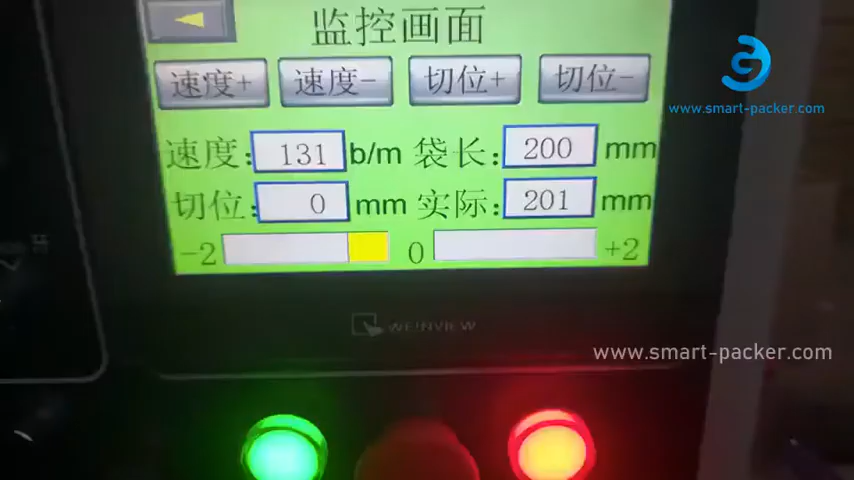 监控画面
速度+ 速度- 切位+ 切位-
速度: 131 b/m 袋长: 200 mm
切位: 0 mm 实际: 201 mm
-2 0 +2
WEINVIEW
www.smart-packer.com
www.smart-packer.com